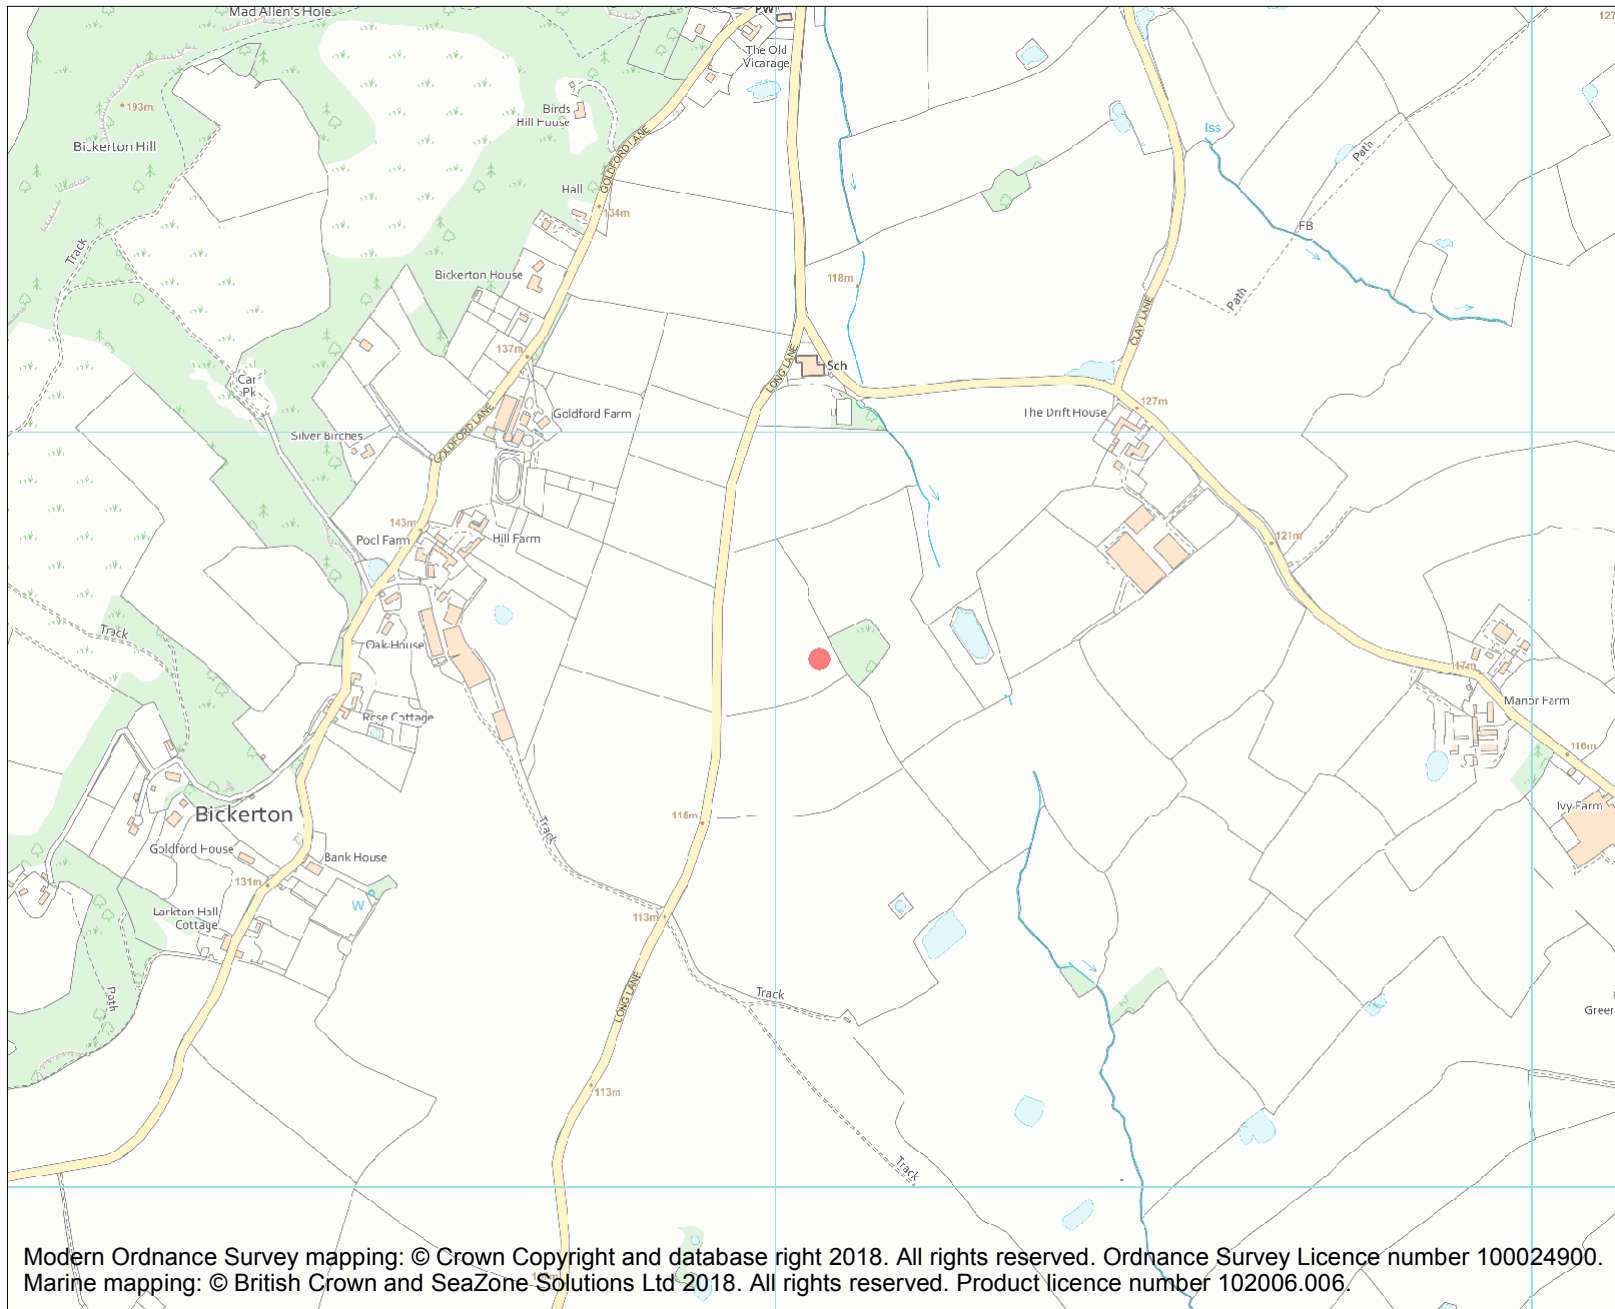 Mad Allen's Hole
PW
127
The Old
Vicarage
193m
Birds
Hill House
Bickerton Hill
Iss
GOLDFORD LANE
Path
Hall
134m
FB
Track
Bickerton House
118m
Path
CLAY LANE
137m
LONG LANE
Sch
Car
Pk
Goldford Farm
The Drift House
127m
GOLDFORD LANE
Silver Birches
143m
Hill Farm
121m
Track
Oak House
17m
Manor Farm
Rose Cottage
Bickerton
116m
Ivy Farm
Track
Goldford House
Bank House
131m
W
Larkton Hall
Cottage
113m
Path
LONG LANE
Track
Green
113m
Track
Modern Ordnance Survey mapping: © Crown Copyright and database right 2018. All rights reserved. Ordnance Survey Licence number 100024900.
Marine mapping: © British Crown and SeaZone Solutions Ltd 2018. All rights reserved. Product licence number 102006.006.